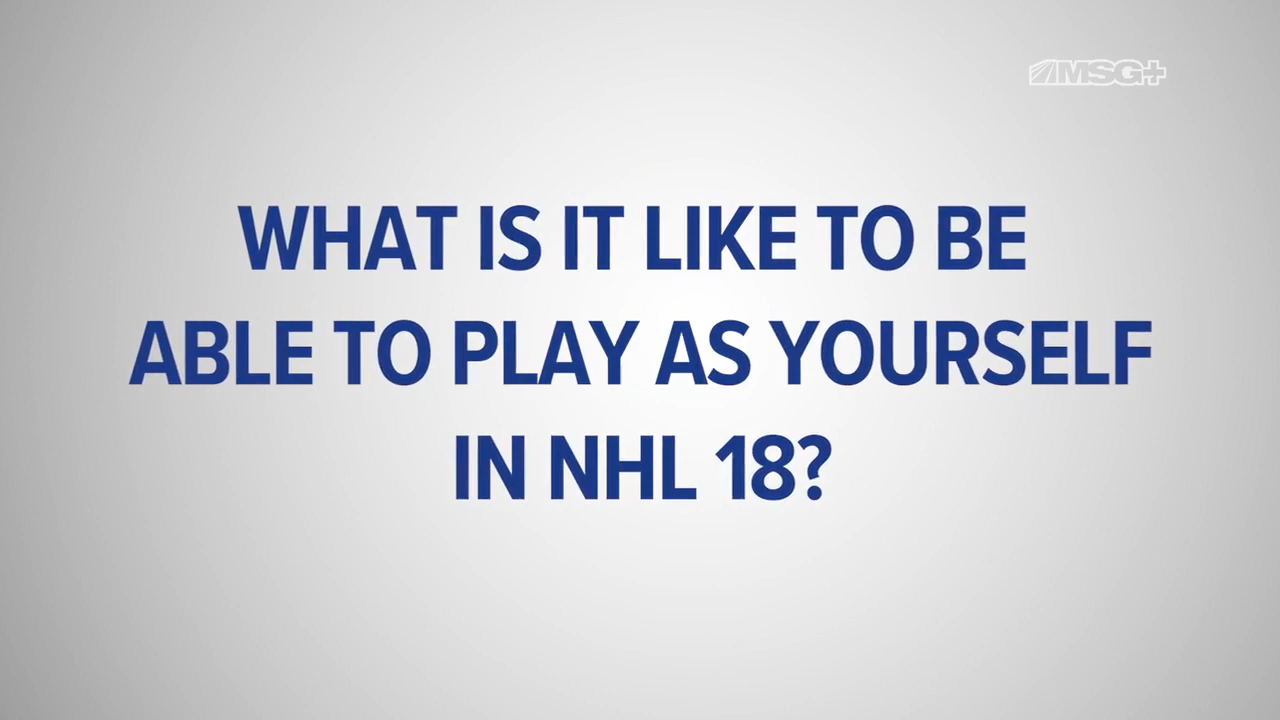 MSG+
WHAT IS IT LIKE TO BE
ABLE TO PLAY AS YOURSELF
IN NHL 18?